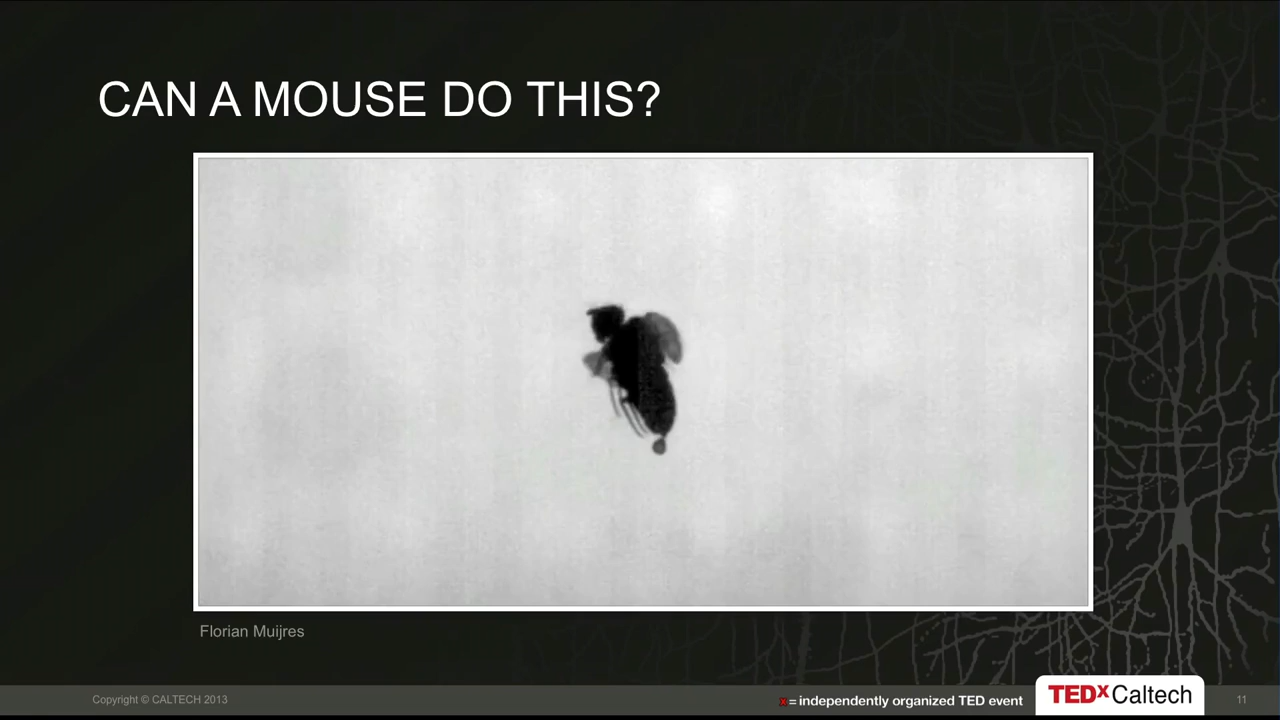 CAN A MOUSE DO THIS?
Florian Muijres
Copyright © CALTECH 2013
x = independently organized TED event
TEDxCaltech
11